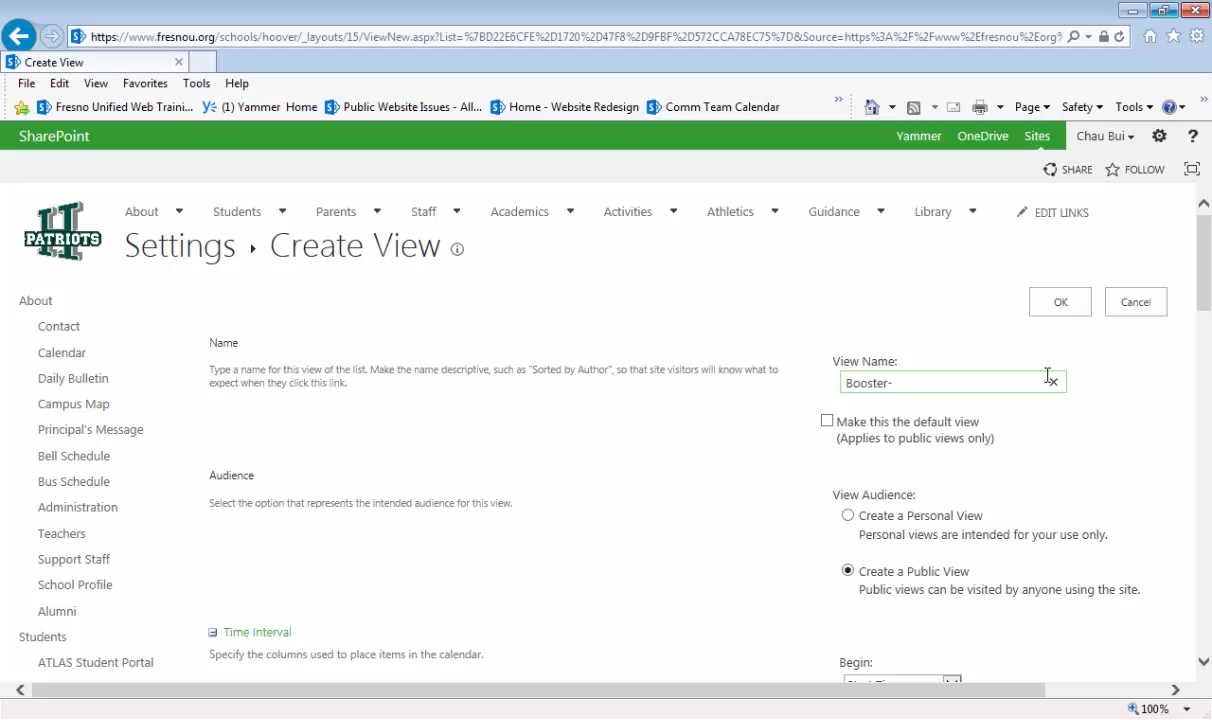 https://www.fresnou.org/schools/hoover/_layouts/15/ViewNew.aspx?List=%7BD22E6CFE%2D1720%2D47F8%2D9FBF%2D572CCA78EC75%7D&Source=https%3A%2F%2Fwww%2Efresnou%2Eorg%
Create View
File Edit View Favorites Tools Help
Fresno Unified Web Traini... (1) Yammer Home Public Website Issues - All... Home - Website Redesign Comm Team Calendar Page Safety Tools
SharePoint Yammer OneDrive Sites Chau Bui ?
SHARE FOLLOW
About Students Parents Staff Academics Activities Athletics Guidance Library EDIT LINKS
H PATRIOTS
Settings Create View
OK Cancel
About
Contact
Calendar
Daily Bulletin
Campus Map
Principal's Message
Bell Schedule
Bus Schedule
Administration
Teachers
Support Staff
School Profile
Alumni
Students
ATLAS Student Portal
Name
Type a name for this view of the list. Make the name descriptive, such as "Sorted by Author", so that site visitors will know what to
expect when they click this link.
View Name:
Booster-
Make this the default view
(Applies to public views only)
Audience
Select the option that represents the intended audience for this view.
View Audience:
Create a Personal View
Personal views are intended for your use only.
Create a Public View
Public views can be visited by anyone using the site.
Time Interval
Specify the columns used to place items in the calendar.
Begin:
100%